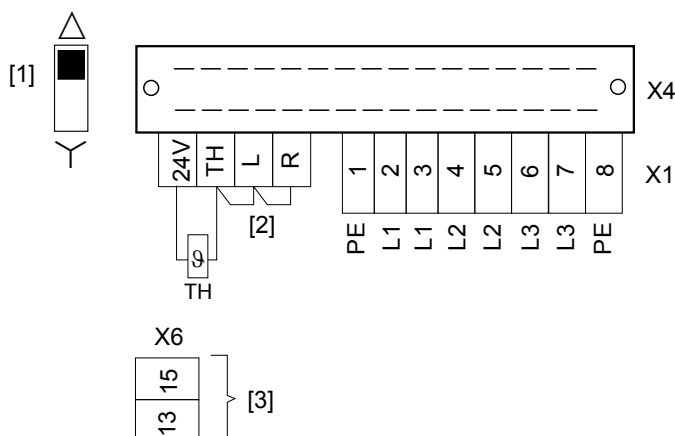 [1]
X4
24V TH L R
1 2 3 4 5 6 7 8
X1
[2]
PE L1 L1 L2 L2 L3 L3 PE
ϑ
TH
X6
15
13
[3]